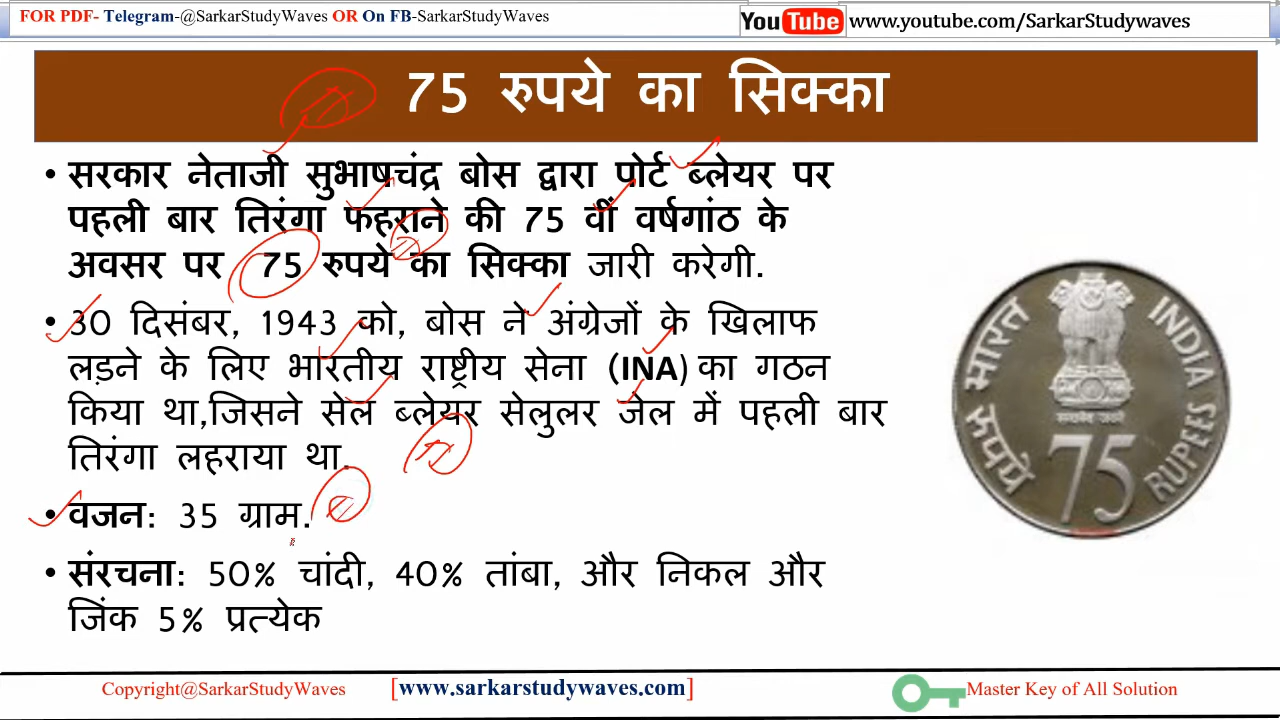 FOR PDF- Telegram-@SarkarStudyWaves OR On FB-SarkarStudyWaves
YouTube www.youtube.com/SarkarStudywaves
75 रुपये का सिक्का
• सरकार नेताजी सुभाषचंद्र बोस द्वारा पोर्ट ब्लेयर पर
पहली बार तिरंगा फहराने की 75 वीं वर्षगांठ के
अवसर पर 75 रुपये का सिक्का जारी करेगी.
• 30 दिसंबर, 1943 को, बोस ने अंग्रेजों के खिलाफ
लड़ने के लिए भारतीय राष्ट्रीय सेना (INA) का गठन
किया था,जिसने सेल ब्लेयर सेलुलर जेल में पहली बार
तिरंगा लहराया था.
• वजन: 35 ग्राम.
• संरचना: 50% चांदी, 40% तांबा, और निकल और
जिंक 5% प्रत्येक
भारत
INDIA
रूपये
75
RUPEES
Copyright@SarkarStudyWaves
[www.sarkarstudywaves.com]
Master Key of All Solution